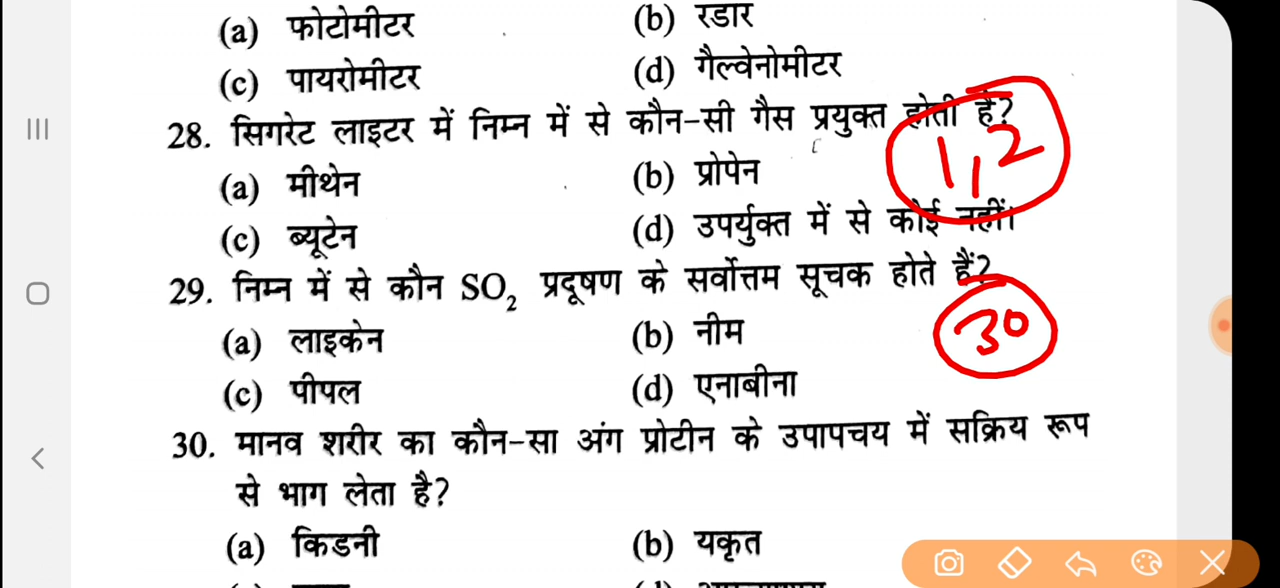 (a) फोटोमीटर (b) रडार
(c) पायरोमीटर (d) गैल्वेनोमीटर
28. सिगरेट लाइटर में निम्न में से कौन-सी गैस प्रयुक्त होती है?
1,2
(a) मीथेन (b) प्रोपेन
(c) ब्यूटेन (d) उपर्युक्त में से कोई नहीं।
29. निम्न में से कौन SO₂ प्रदूषण के सर्वोत्तम सूचक होते हैं?
30
(a) लाइकेन (b) नीम
(c) पीपल (d) एनाबीना
30. मानव शरीर का कौन-सा अंग प्रोटीन के उपापचय में सक्रिय रूप
से भाग लेता है?
(a) किडनी (b) यकृत